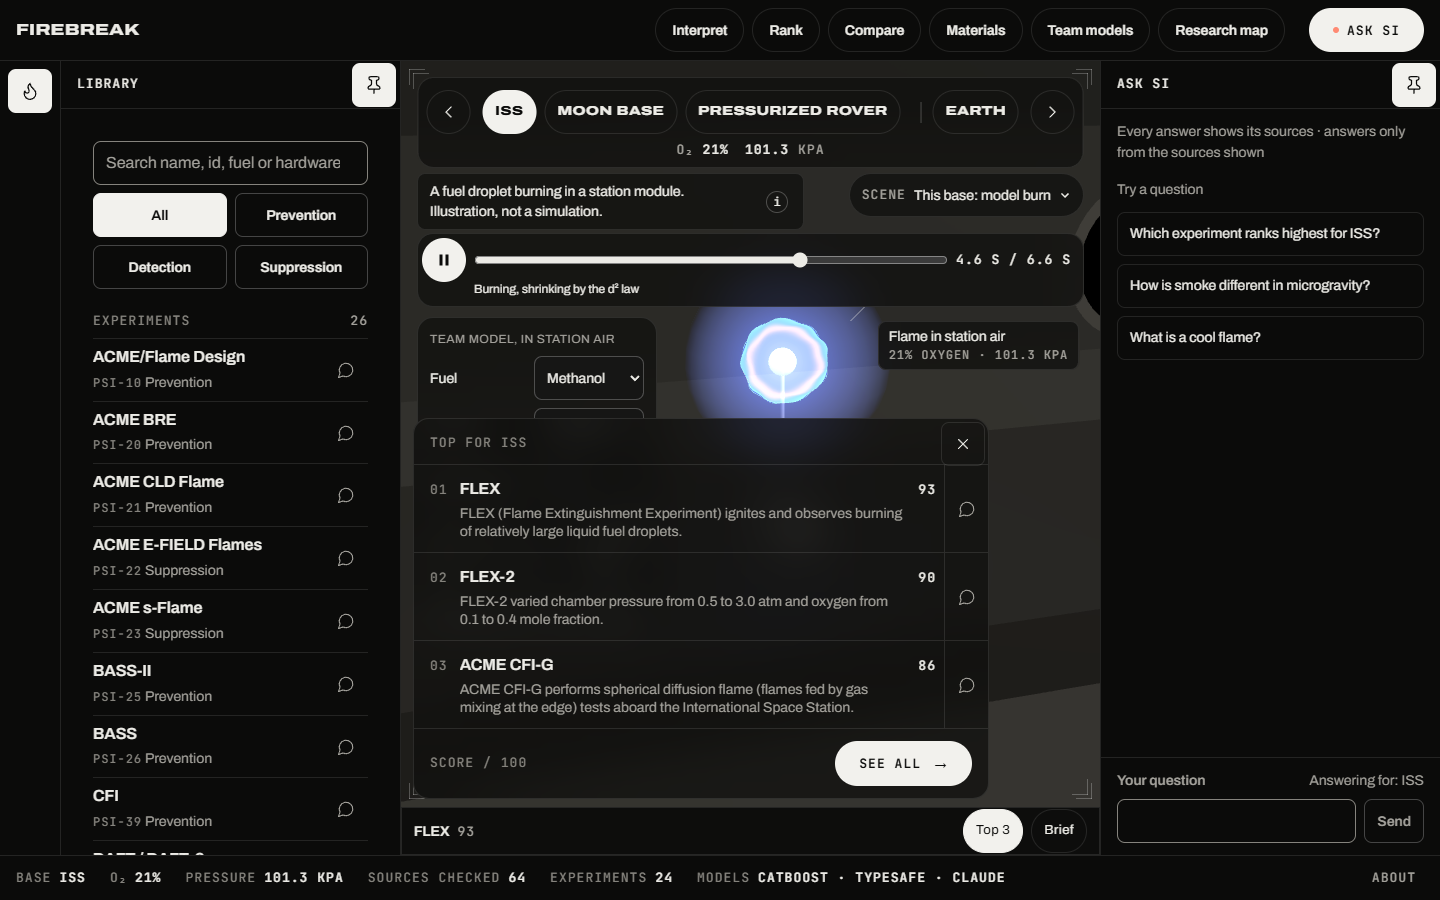 FIREBREAK
Interpret
Rank
Compare
Materials
Team models
Research map
ASK SI
LIBRARY
Search name, id, fuel or hardware
All
Prevention
Detection
Suppression
EXPERIMENTS 26
ACME/Flame Design
PSI-10 Prevention
ACME BRE
PSI-20 Prevention
ACME CLD Flame
PSI-21 Prevention
ACME E-FIELD Flames
PSI-22 Suppression
ACME s-Flame
PSI-23 Suppression
BASS-II
PSI-25 Prevention
BASS
PSI-26 Prevention
CFI
PSI-39 Prevention
ISS
MOON BASE
PRESSURIZED ROVER
EARTH
O₂ 21% 101.3 KPA
A fuel droplet burning in a station module.
Illustration, not a simulation.
i
SCENE This base: model burn
4.6 S / 6.6 S
Burning, shrinking by the d² law
TEAM MODEL, IN STATION AIR
Fuel
Methanol
Flame in station air
21% OXYGEN · 101.3 KPA
TOP FOR ISS
01 FLEX 93
FLEX (Flame Extinguishment Experiment) ignites and observes burning
of relatively large liquid fuel droplets.
02 FLEX-2 90
FLEX-2 varied chamber pressure from 0.5 to 3.0 atm and oxygen from
0.1 to 0.4 mole fraction.
03 ACME CFI-G 86
ACME CFI-G performs spherical diffusion flame (flames fed by gas
mixing at the edge) tests aboard the International Space Station.
SCORE / 100
SEE ALL →
FLEX 93
Top 3
Brief
ASK SI
Every answer shows its sources · answers only
from the sources shown
Try a question
Which experiment ranks highest for ISS?
How is smoke different in microgravity?
What is a cool flame?
Your question
Answering for: ISS
Send
BASE ISS O₂ 21% PRESSURE 101.3 KPA SOURCES CHECKED 64 EXPERIMENTS 24 MODELS CATBOOST · TYPESAFE · CLAUDE
ABOUT